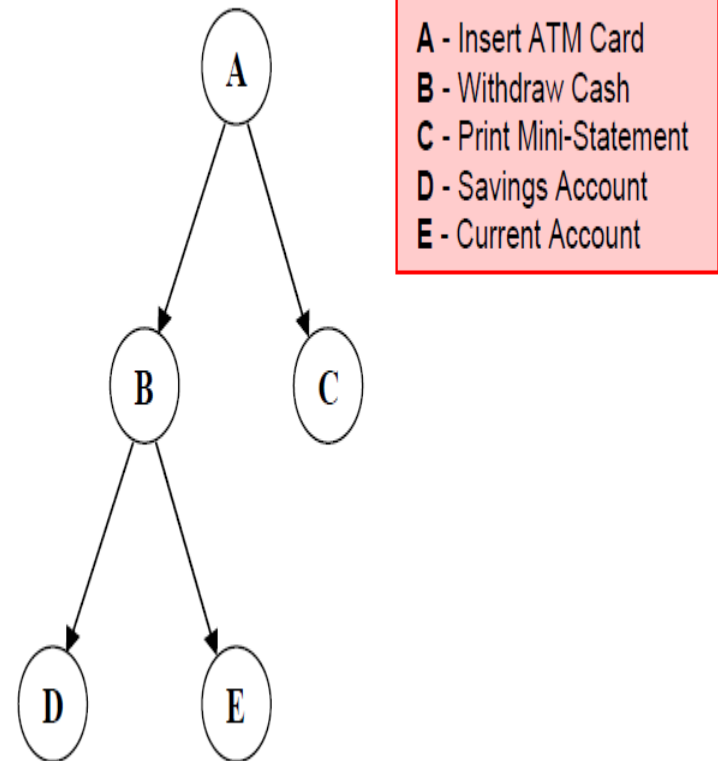 A
B
C
D
E
A - Insert ATM Card
B - Withdraw Cash
C - Print Mini-Statement
D - Savings Account
E - Current Account